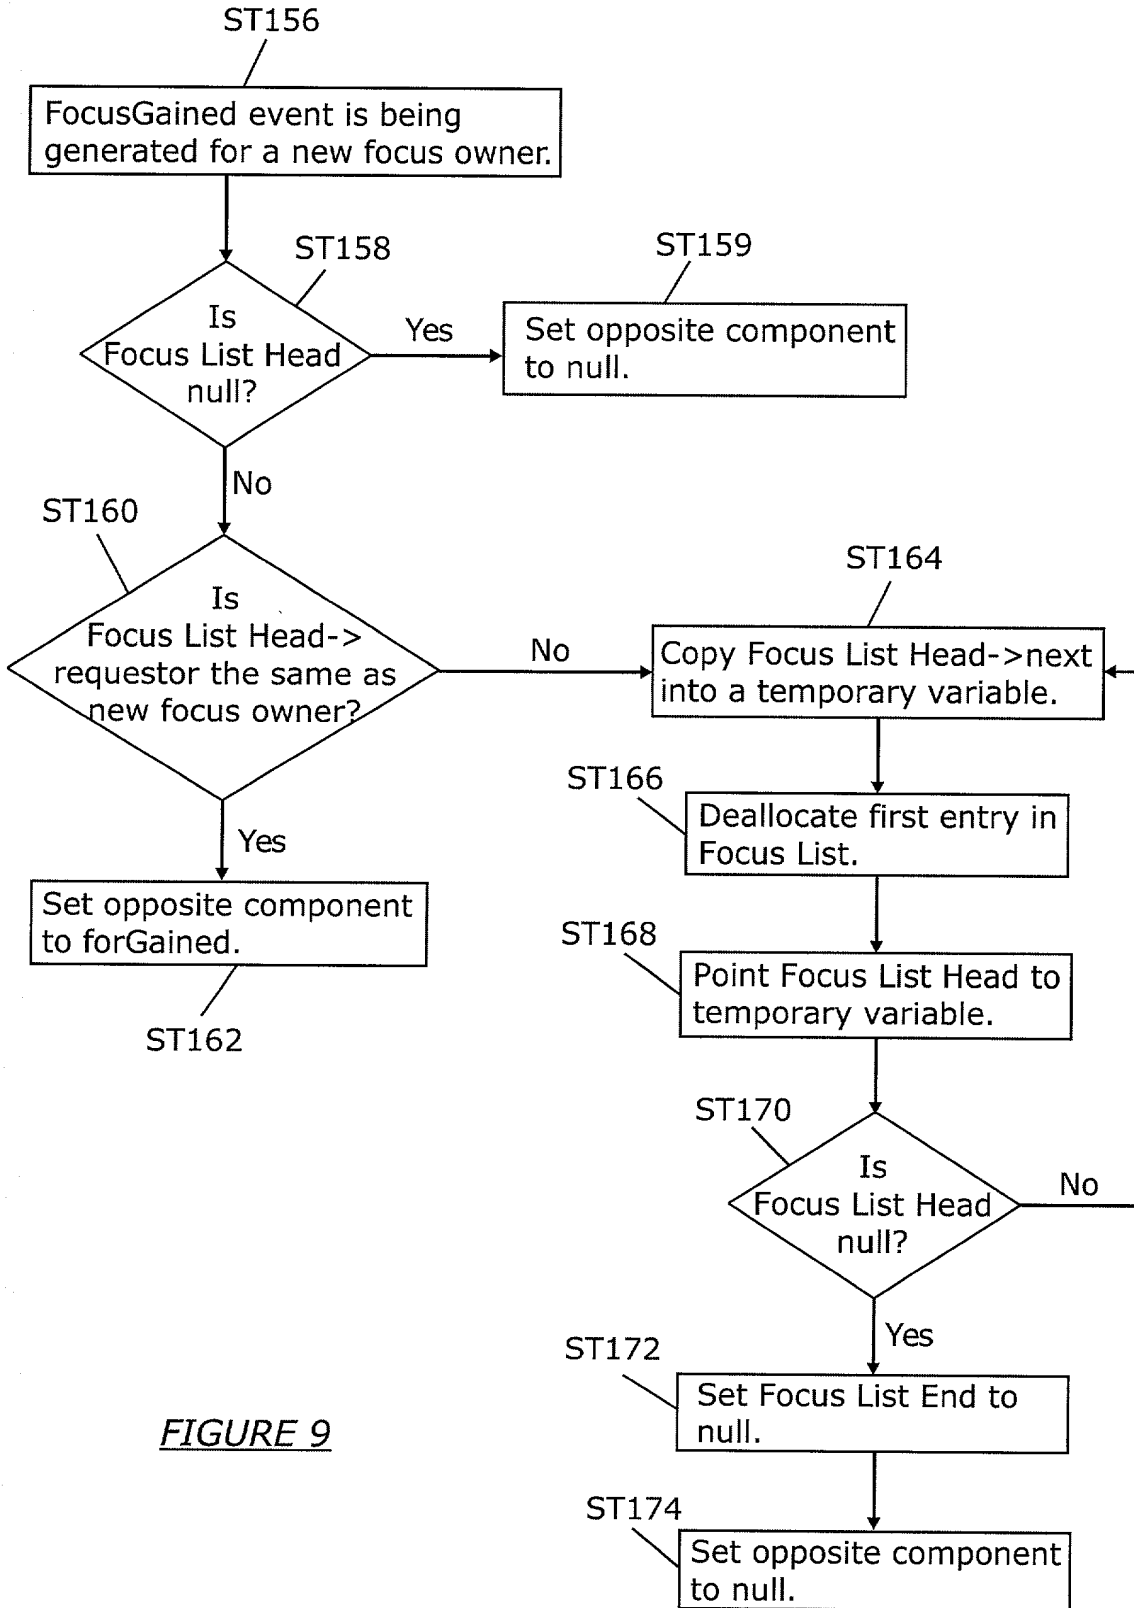 ST156
FocusGained event is being
generated for a new focus owner.
ST158
ST159
Is
Focus List Head
null?
Yes
Set opposite component
to null.
No
ST160
Is
Focus List Head->
requestor the same as
new focus owner?
No
ST164
Copy Focus List Head->next
into a temporary variable.
Yes
ST166
Deallocate first entry in
Focus List.
Set opposite component
to forGained.
ST162
ST168
Point Focus List Head to
temporary variable.
ST170
Is
Focus List Head
null?
No
Yes
ST172
Set Focus List End to
null.
FIGURE 9
ST174
Set opposite component
to null.